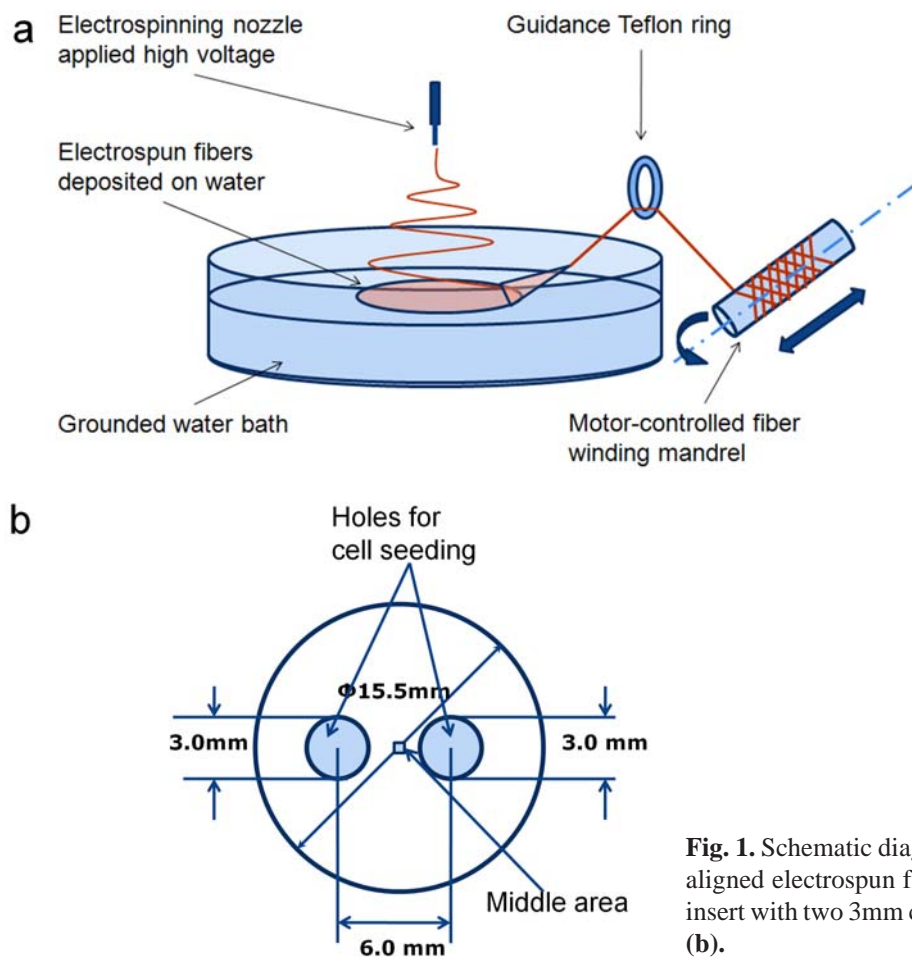 a
Electrospinning nozzle
applied high voltage
Guidance Teflon ring
Electrospun fibers
deposited on water
Grounded water bath
Motor-controlled fiber
winding mandrel
b
Holes for
cell seeding
Φ15.5mm
3.0mm
3.0 mm
Middle area
6.0 mm
Fig. 1. Schematic diag
aligned electrospun f
insert with two 3mm c
(b).